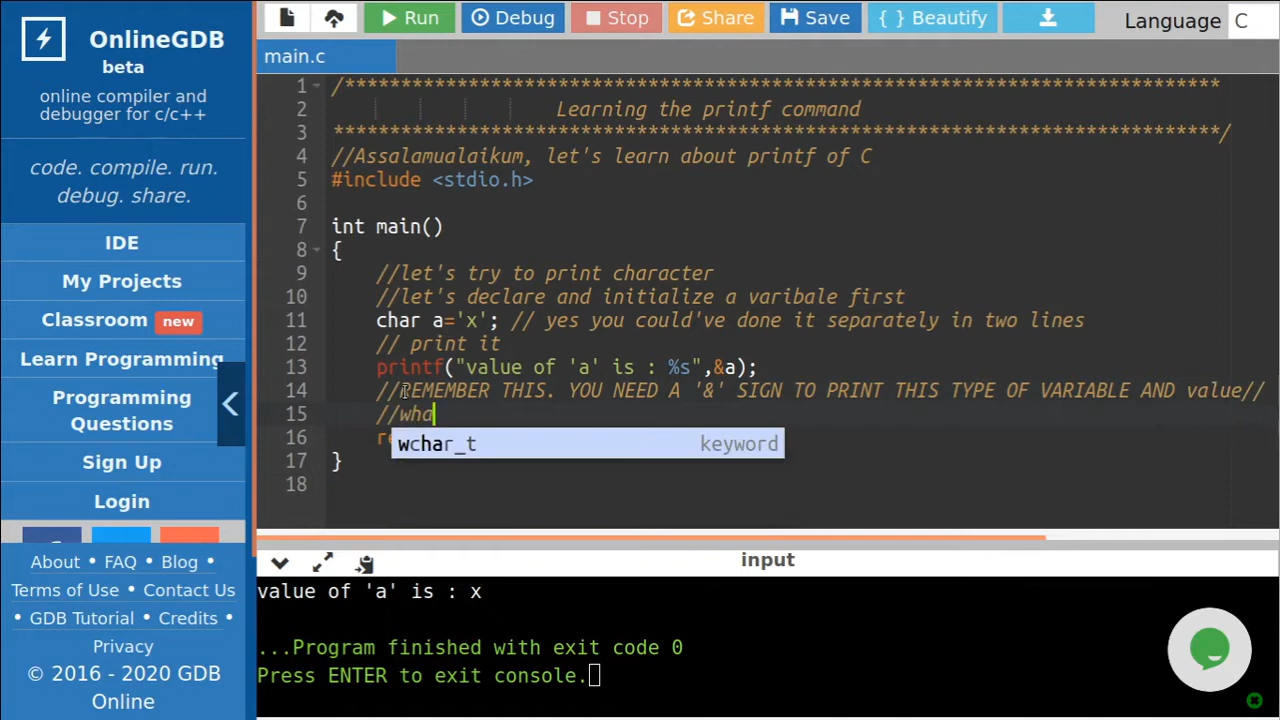 OnlineGDB
beta
online compiler and
debugger for c/c++
code. compile. run.
debug. share.
IDE
My Projects
Classroom new
Learn Programming
Programming
Questions
Sign Up
Login
About • FAQ • Blog •
Terms of Use • Contact Us
• GDB Tutorial • Credits •
Privacy
© 2016 - 2020 GDB
Online
Run Debug Stop Share Save { } Beautify Language C
main.c
1 /******************************************************************************
2 Learning the printf command
3 *******************************************************************************/
4 //Assalamualaikum, let's learn about printf of C
5 #include <stdio.h>
6
7 int main()
8 {
9 //let's try to print character
10 //let's declare and initialize a varibale first
11 char a='x'; // yes you could've done it separately in two lines
12 // print it
13 printf("value of 'a' is : %s",&a);
14 //REMEMBER THIS. YOU NEED A '&' SIGN TO PRINT THIS TYPE OF VARIABLE AND value//
15 //wha
wchar_t keyword
16 re
17 }
18
input
value of 'a' is : x
...Program finished with exit code 0
Press ENTER to exit console.